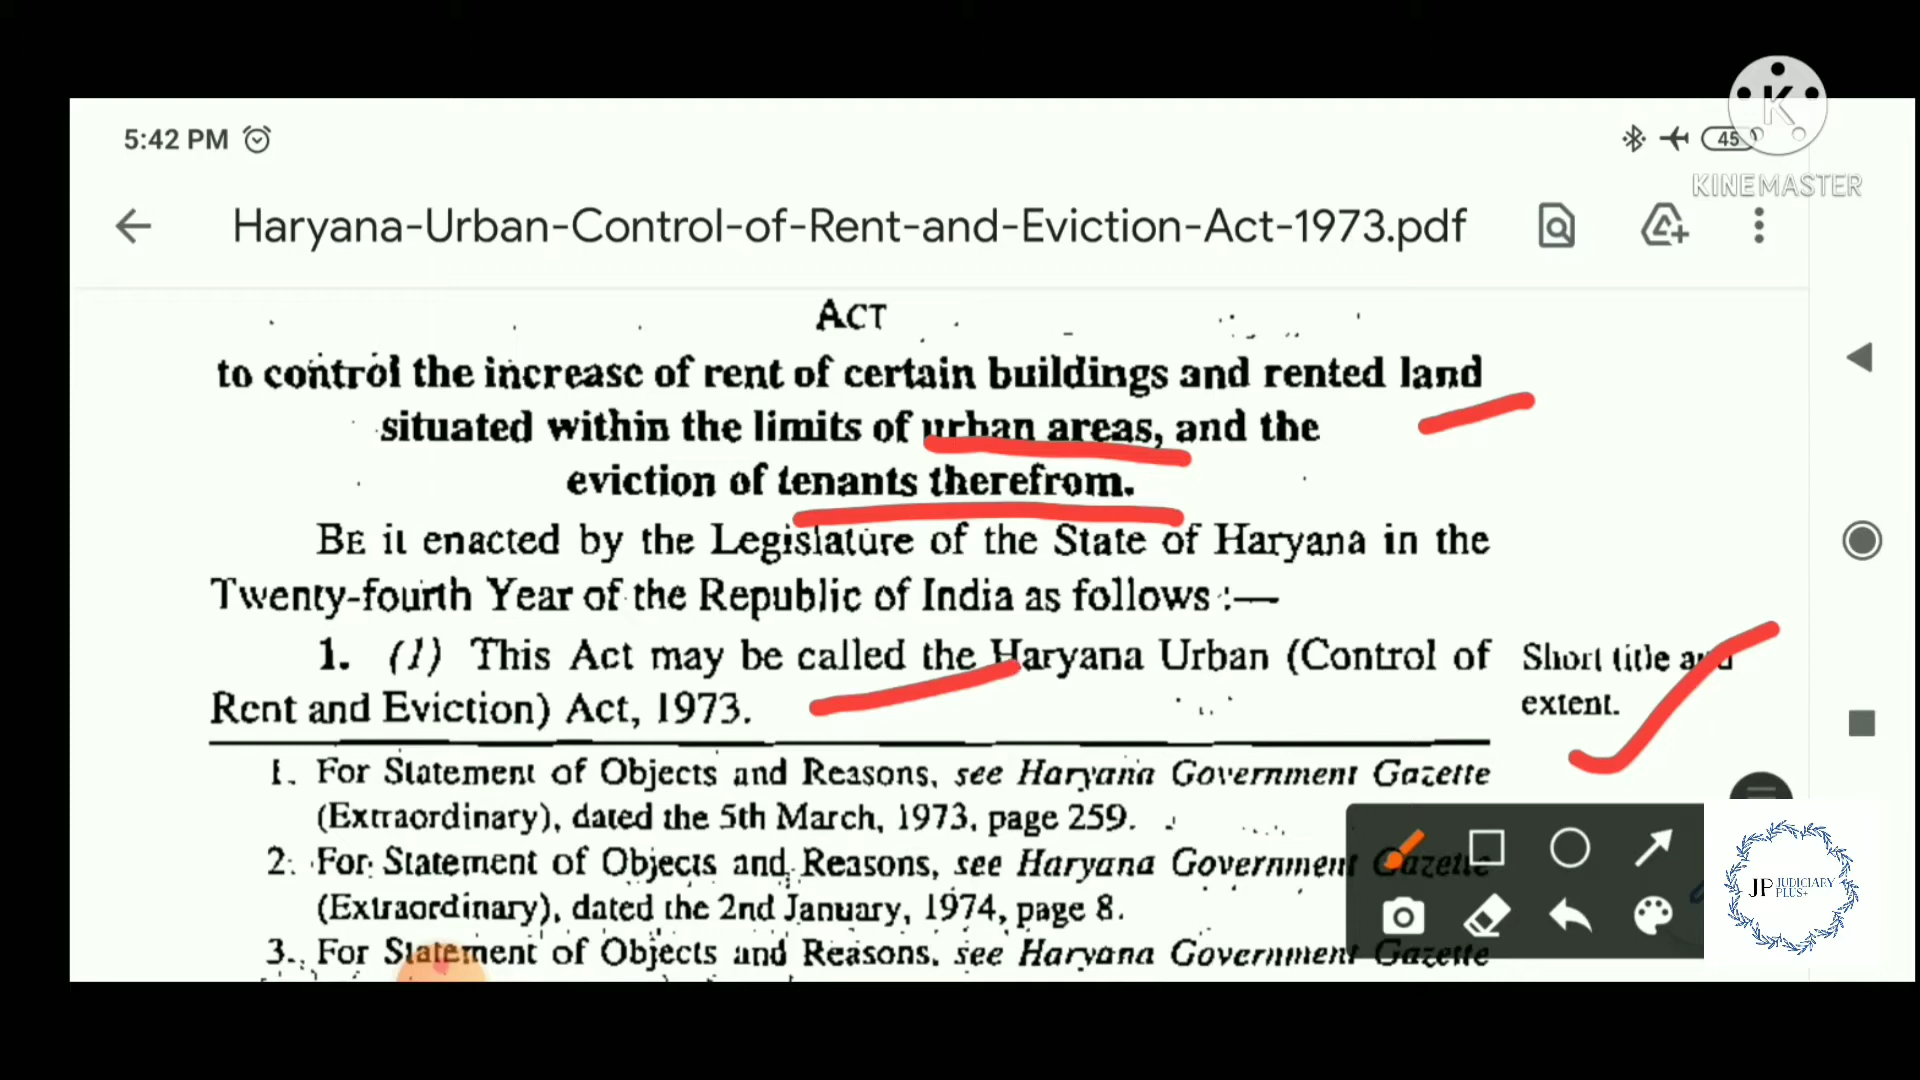 5:42 PM
45
KINEMASTER
Haryana-Urban-Control-of-Rent-and-Eviction-Act-1973.pdf
ACT
to control the increase of rent of certain buildings and rented land
situated within the limits of urban areas, and the
eviction of tenants therefrom.
BE it enacted by the Legislature of the State of Haryana in the
Twenty-fourth Year of the Republic of India as follows :—
1. (1) This Act may be called the Haryana Urban (Control of
Rent and Eviction) Act, 1973.
Short title and
extent.
1. For Statement of Objects and Reasons, see Haryana Government Gazette
(Extraordinary), dated the 5th March, 1973, page 259.
2. For Statement of Objects and Reasons, see Haryana Government Gazette
(Extraordinary), dated the 2nd January, 1974, page 8.
3. For Statement of Objects and Reasons, see Haryana Government Gazette
JP JUDICIARY
PLUS+